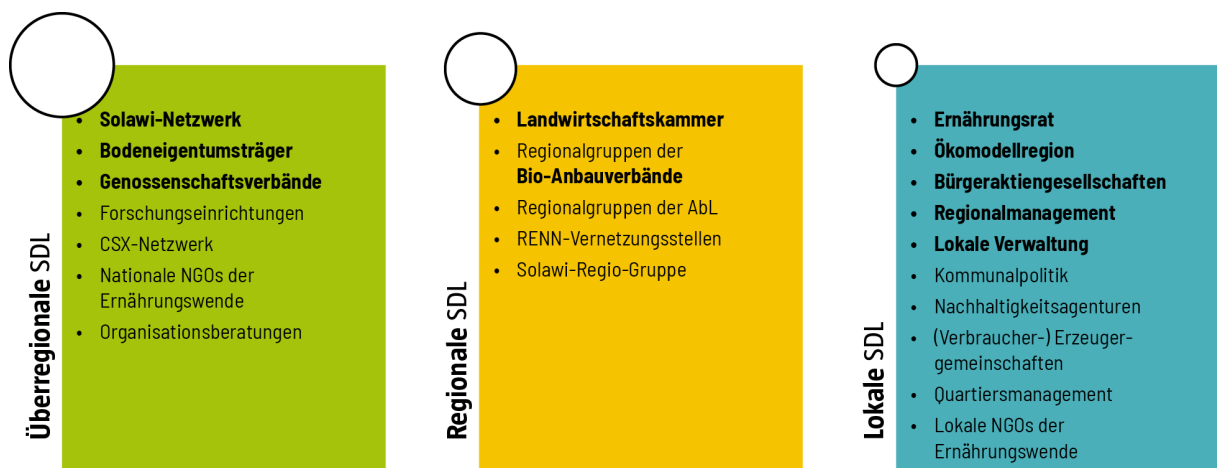 Überregionale SDL
• Solawi-Netzwerk
• Bodeneigentumsträger
• Genossenschaftsverbände
• Forschungseinrichtungen
• CSX-Netzwerk
• Nationale NGOs der
Ernährungswende
• Organisationsberatungen
Regionale SDL
• Landwirtschaftskammer
• Regionalgruppen der
Bio-Anbauverbände
• Regionalgruppen der AbL
• RENN-Vernetzungsstellen
• Solawi-Regio-Gruppe
Lokale SDL
• Ernährungsrat
• Ökomodellregion
• Bürgeraktiengesellschaften
• Regionalmanagement
• Lokale Verwaltung
• Kommunalpolitik
• Nachhaltigkeitsagenturen
• (Verbraucher-) Erzeuger-
gemeinschaften
• Quartiersmanagement
• Lokale NGOs der
Ernährungswende